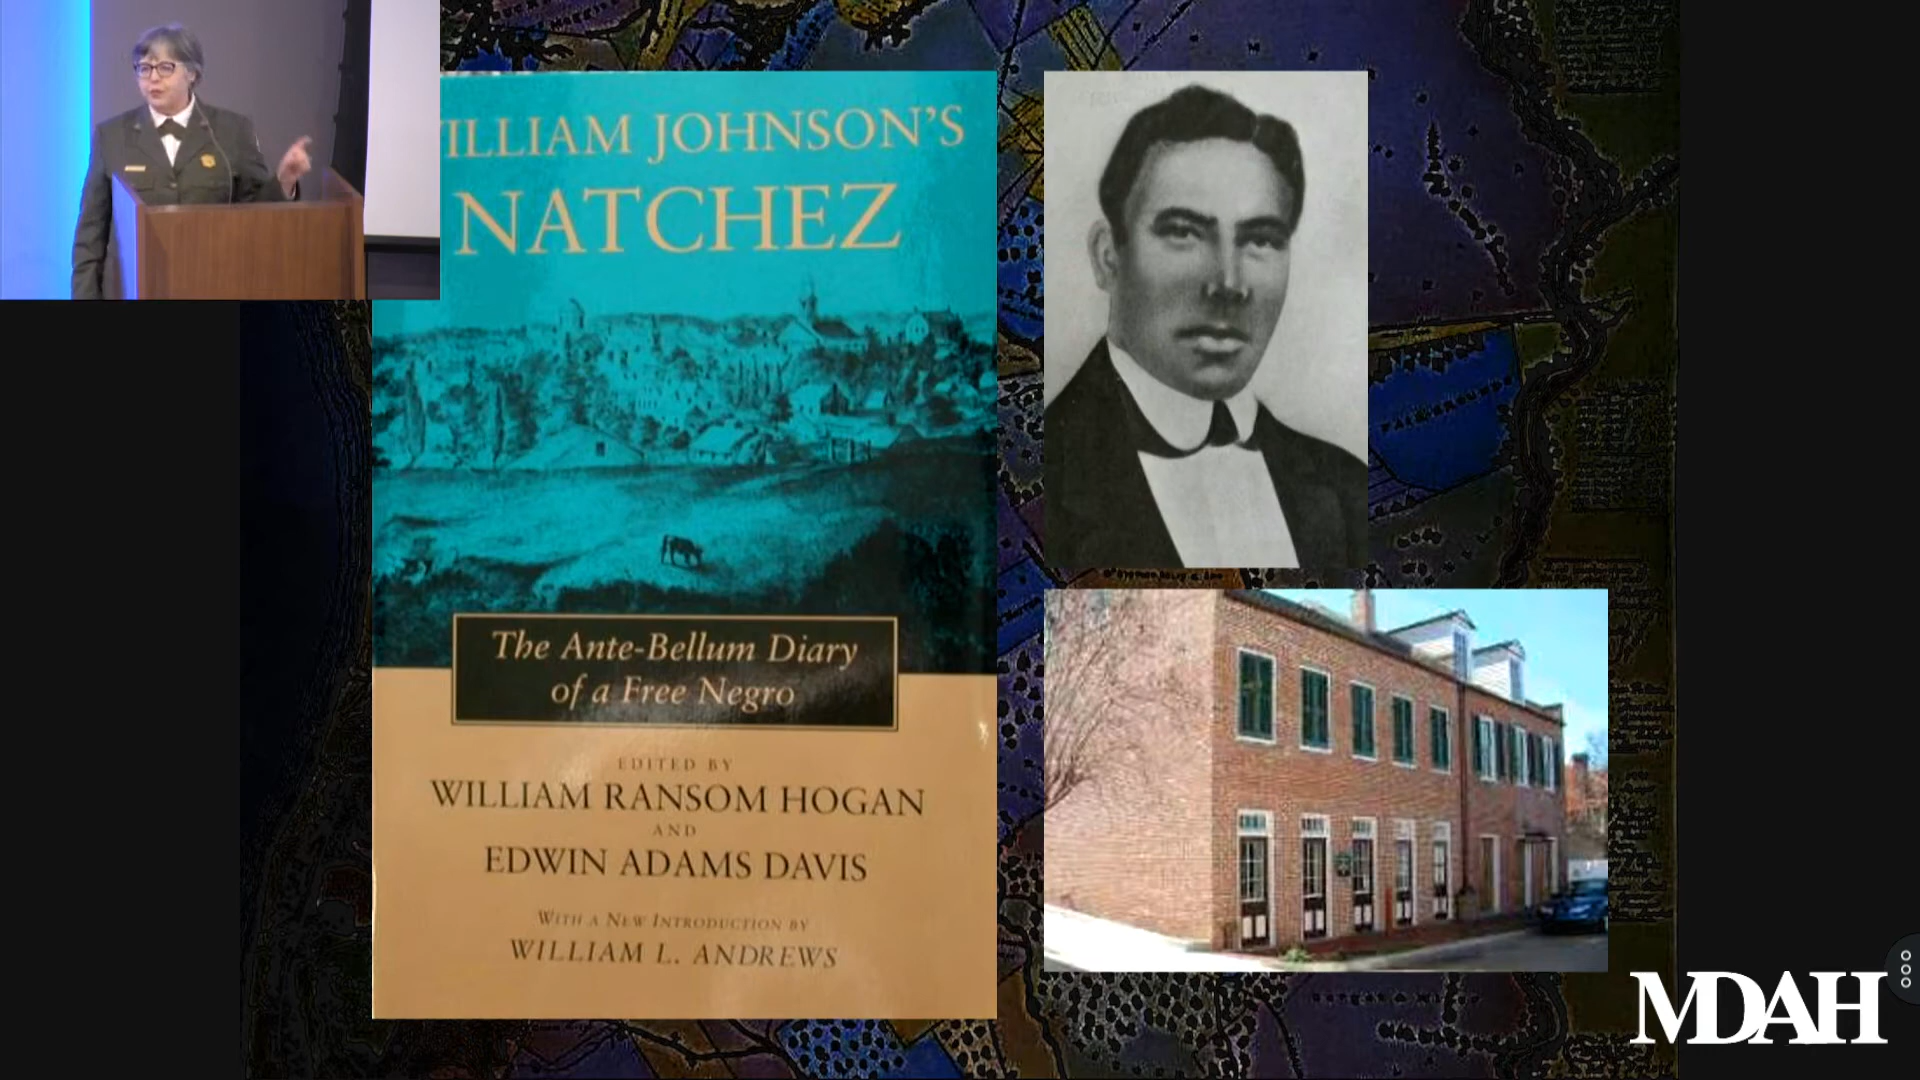 ILLIAM JOHNSON'S
NATCHEZ
The Ante-Bellum Diary
of a Free Negro
EDITED BY
WILLIAM RANSOM HOGAN
AND
EDWIN ADAMS DAVIS
WITH A NEW INTRODUCTION BY
WILLIAM L. ANDREWS
MDAH